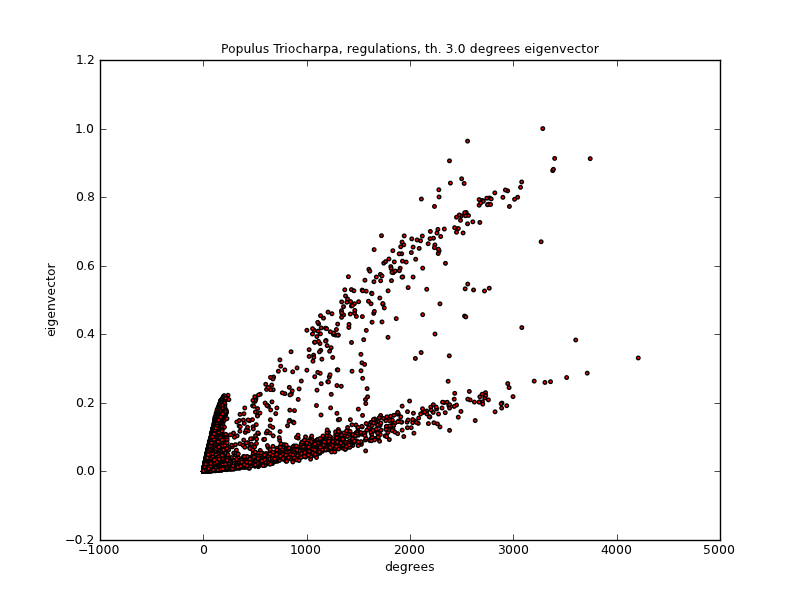 Populus Triocharpa, regulations, th. 3.0 degrees eigenvector
1.2
1.0
0.8
0.6
0.4
0.2
0.0
−0.2
eigenvector
−1000 0 1000 2000 3000 4000 5000
degrees